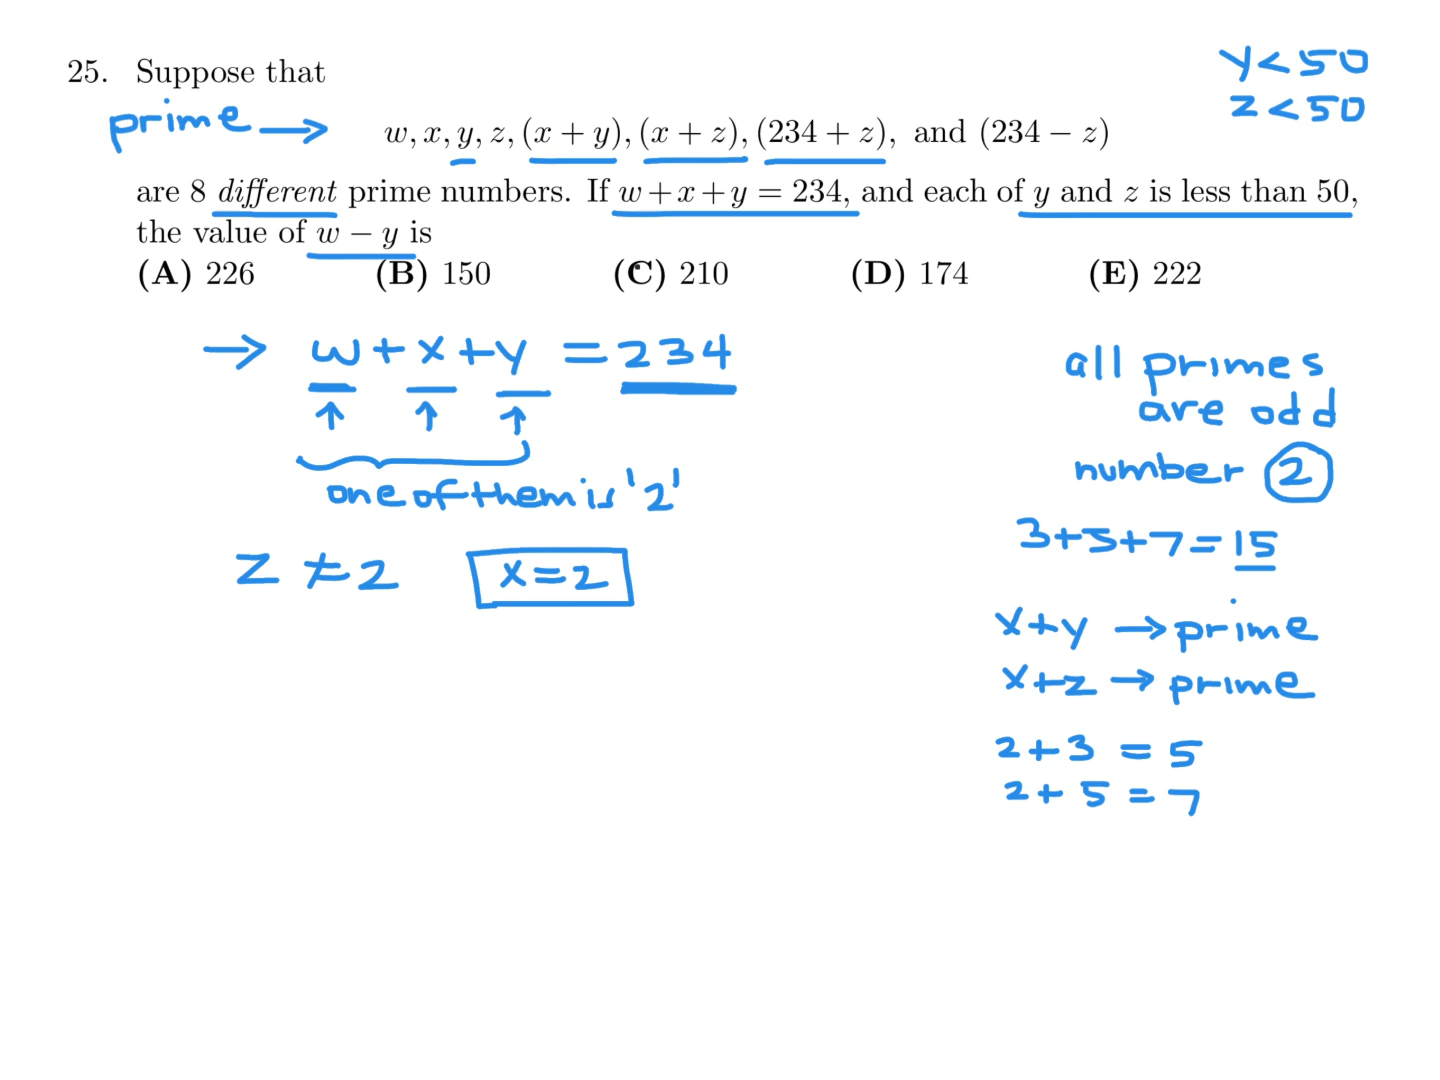 25. Suppose that
y<50
z<50
prime → w, x, y, z, (x + y), (x + z), (234 + z), and (234 − z)
are 8 different prime numbers. If w + x + y = 234, and each of y and z is less than 50,
the value of w − y is
(A) 226 (B) 150 (C) 210 (D) 174 (E) 222
→ w + x + y = 234
↑ ↑ ↑
one of them is '2'
z ≠ 2 x = 2
all primes
are odd
number 2
3+5+7=15
x+y → prime
x+z → prime
2+3 = 5
2+5 = 7